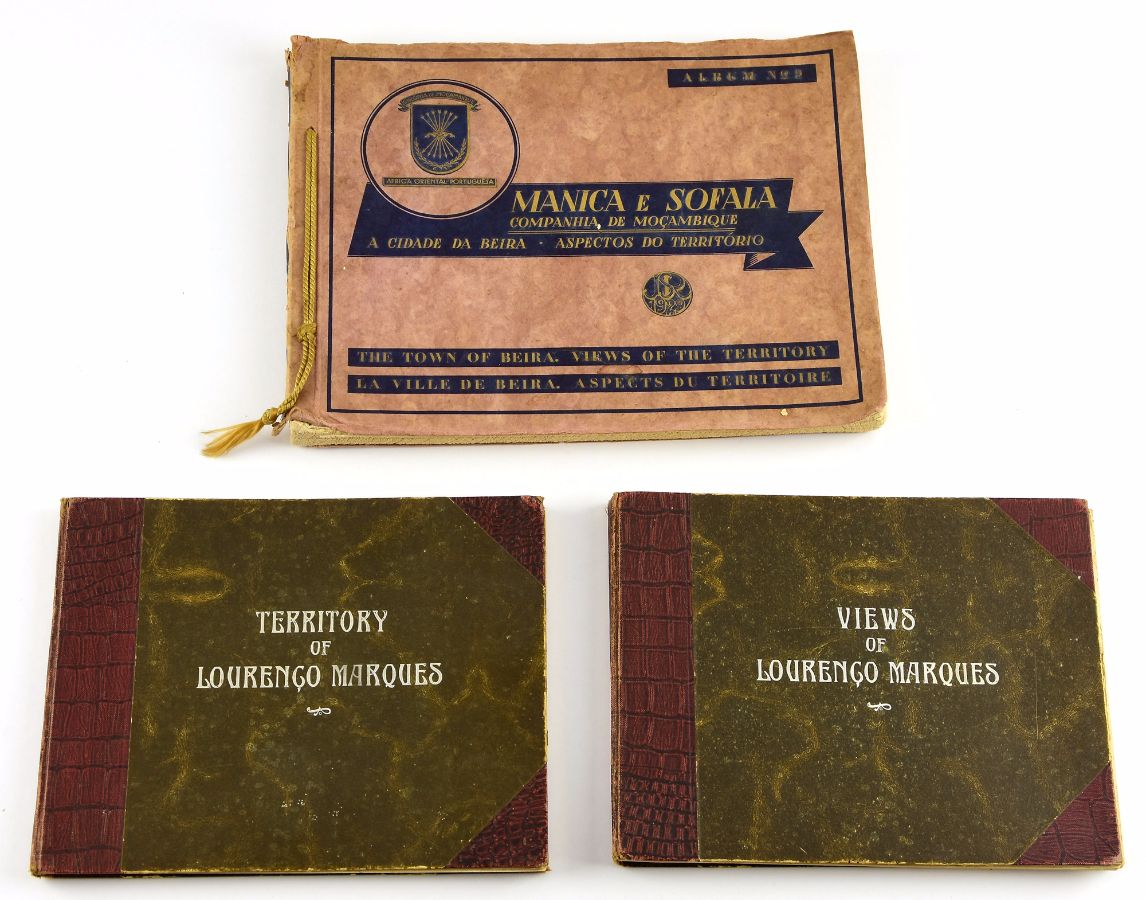 ALBUM Nº 9
AFRICA ORIENTAL PORTUGUÊSA
MANICA E SOFALA
COMPANHIA DE MOÇAMBIQUE
A CIDADE DA BEIRA · ASPECTOS DO TERRITÓRIO
THE TOWN OF BEIRA. VIEWS OF THE TERRITORY
LA VILLE DE BEIRA. ASPECTS DU TERRITOIRE
TERRITORY
OF
LOURENÇO MARQUES
VIEWS
OF
LOURENÇO MARQUES